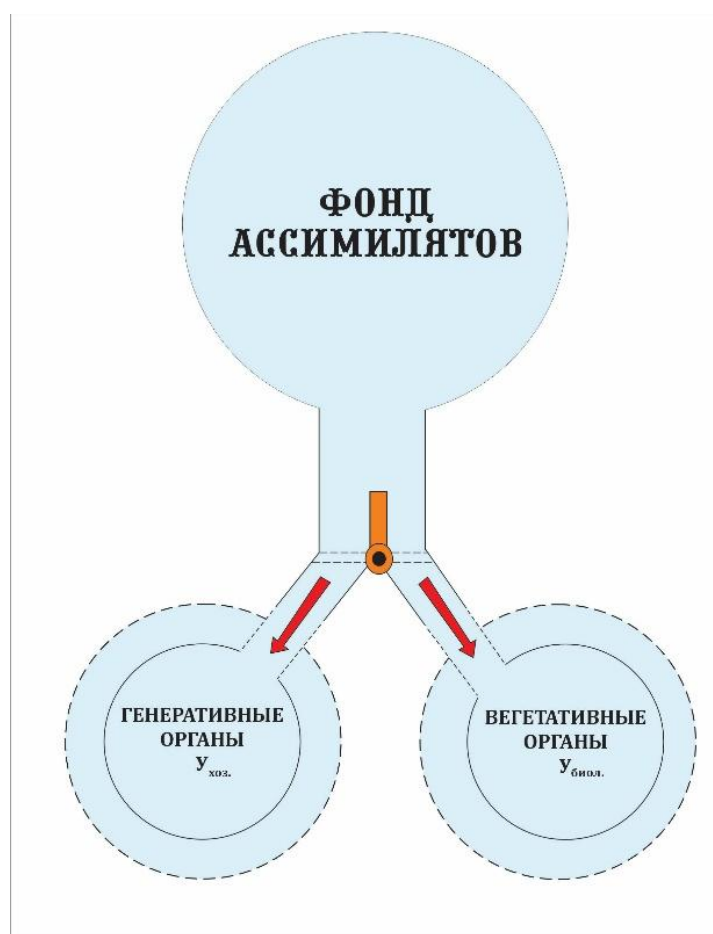 ФОНД
АССИМИЛЯТОВ
ГЕНЕРАТИВНЫЕ
ОРГАНЫ
Ухоз.
ВЕГЕТАТИВНЫЕ
ОРГАНЫ
Убиол.